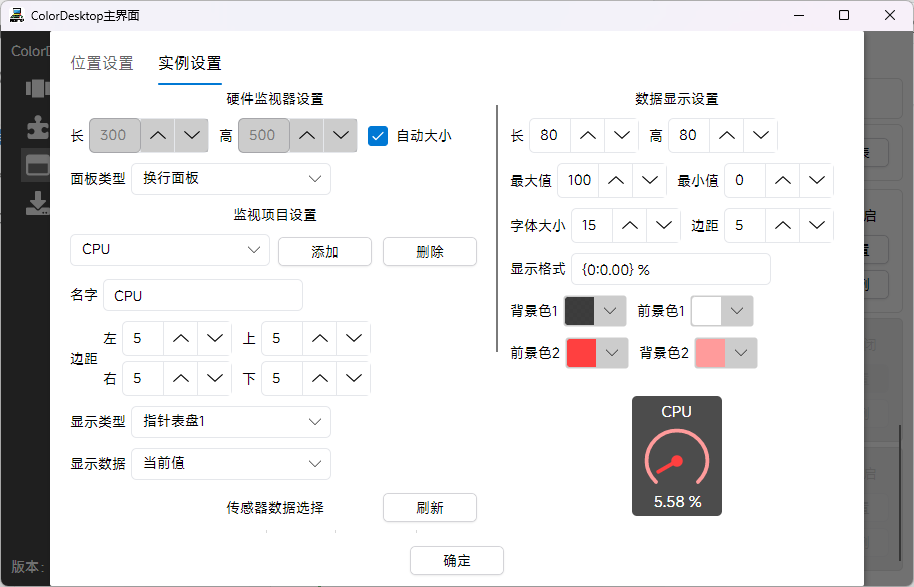 ColorDesktop主界面
ColorD
位置设置 实例设置
硬件监视器设置
长 300 高 500 自动大小
面板类型 换行面板
监视项目设置
CPU 添加 删除
名字 CPU
边距
左 5 上 5
右 5 下 5
显示类型 指针表盘1
显示数据 当前值
传感器数据选择 刷新
数据显示设置
长 80 高 80
最大值 100 最小值 0
字体大小 15 边距 5
显示格式 {0:0.00} %
背景色1 前景色1
前景色2 背景色2
CPU
5.58 %
确定
版本:
启